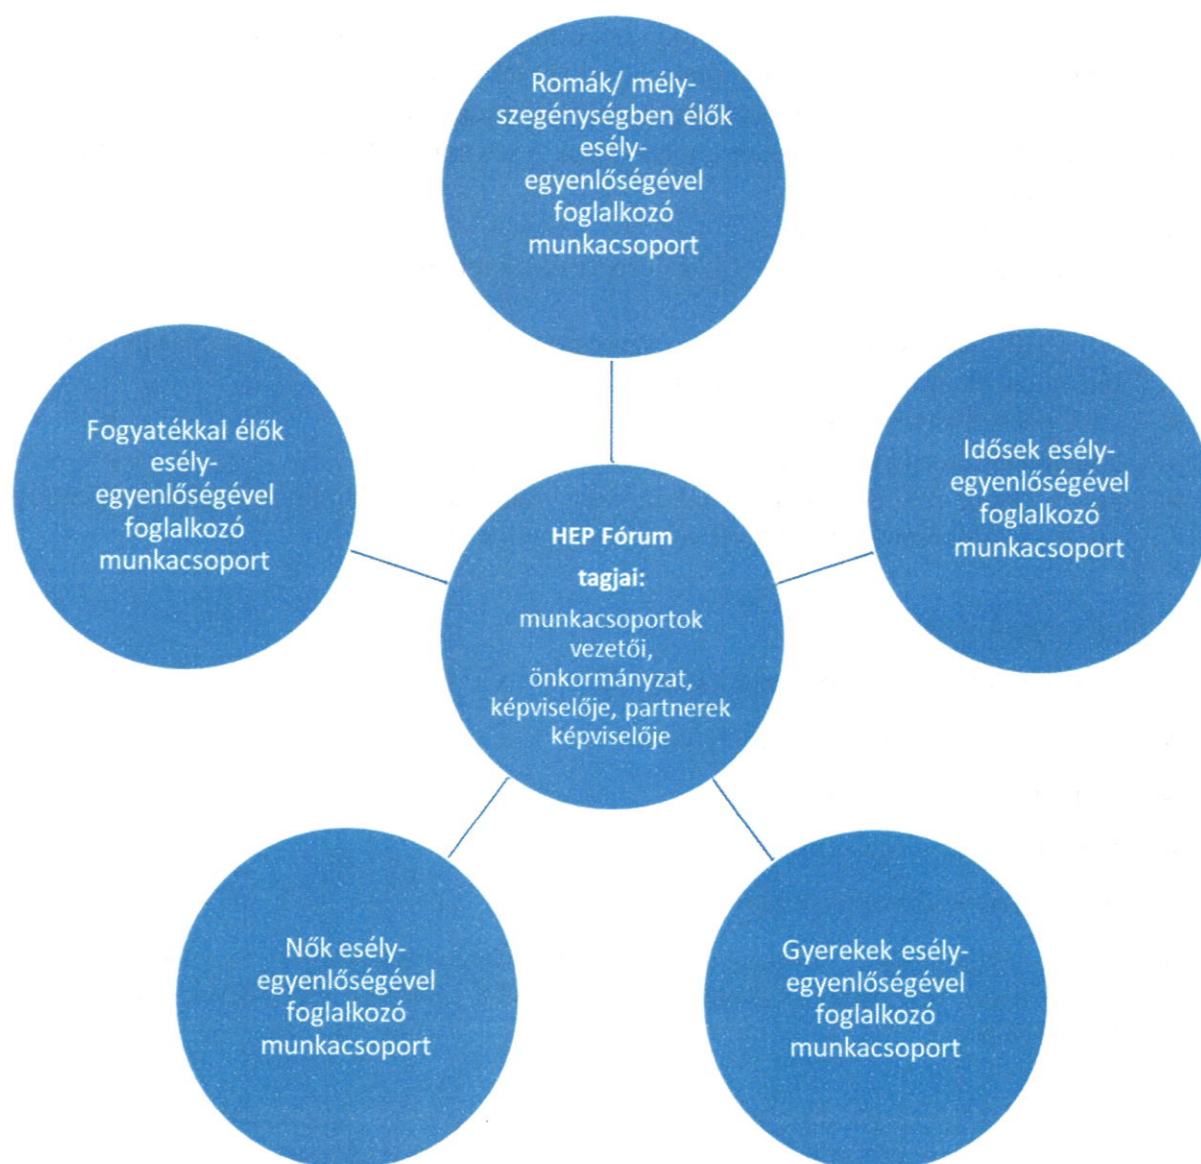 Romák/ mély-
szegénységben élők
esély-
egyenlőségével
foglalkozó
munkacsoport
Fogyatékkal élők
esély-
egyenlőségével
foglalkozó
munkacsoport
Idősek esély-
egyenlőségével
foglalkozó
munkacsoport
HEP Fórum
tagjai:
munkacsoportok
vezetői,
önkormányzat,
képviselője, partnerek
képviselője
Nők esély-
egyenlőségével
foglalkozó
munkacsoport
Gyerekek esély-
egyenlőségével
foglalkozó
munkacsoport